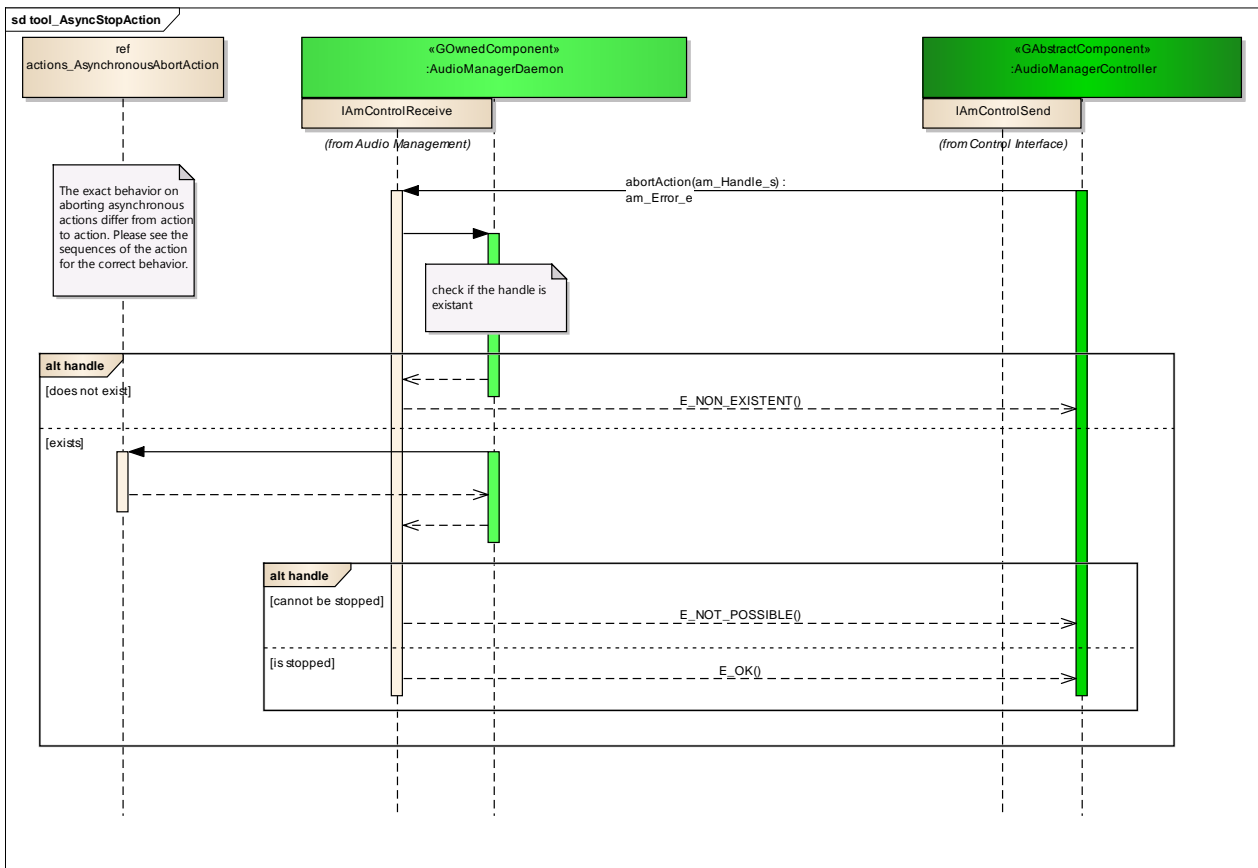 sd tool_AsyncStopAction
ref
actions_AsynchronousAbortAction
«GOwnedComponent»
:AudioManagerDaemon
«GAbstractComponent»
:AudioManagerController
IAmControlReceive
IAmControlSend
(from Audio Management)
(from Control Interface)
The exact behavior on
aborting asynchronous
actions differ from action
to action. Please see the
sequences of the action
for the correct behavior.
abortAction(am_Handle_s) :
am_Error_e
check if the handle is
existant
alt handle
[does not exist]
E_NON_EXISTENT()
[exists]
alt handle
[cannot be stopped]
E_NOT_POSSIBLE()
[is stopped]
E_OK()